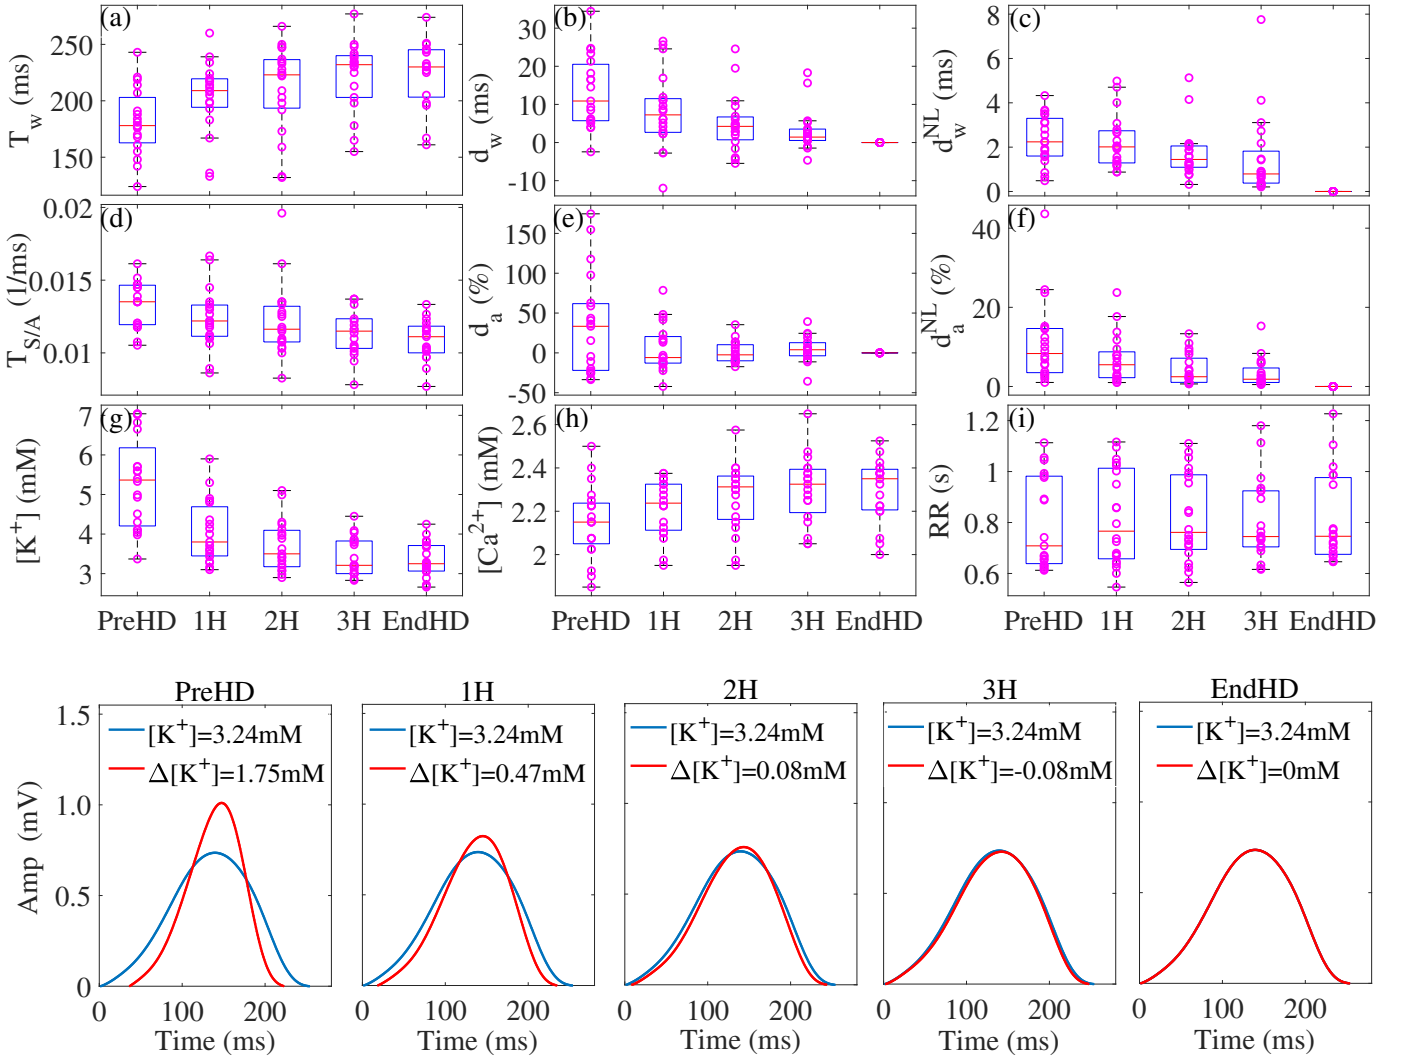 (a) (b) (c)
T_w (ms) 250 200 150
d_w (ms) 30 20 10 0 -10
d_w^NL (ms) 8 6 4 2 0
(d) (e) (f)
T_S/A (1/ms) 0.02 0.015 0.01
d_a (%) 150 100 50 0 -50
d_a^NL (%) 40 20 0
(g) (h) (i)
[K⁺] (mM) 7 6 5 4 3
[Ca²⁺] (mM) 2.6 2.4 2.2 2
RR (s) 1.2 1 0.8 0.6
PreHD 1H 2H 3H EndHD PreHD 1H 2H 3H EndHD PreHD 1H 2H 3H EndHD
PreHD 1H 2H 3H EndHD
Amp (mV) 1.5 1.0 0.5 0
[K⁺]=3.24mM [K⁺]=3.24mM [K⁺]=3.24mM [K⁺]=3.24mM [K⁺]=3.24mM
Δ[K⁺]=1.75mM Δ[K⁺]=0.47mM Δ[K⁺]=0.08mM Δ[K⁺]=-0.08mM Δ[K⁺]=0mM
0 100 200 0 100 200 0 100 200 0 100 200 0 100 200
Time (ms) Time (ms) Time (ms) Time (ms) Time (ms)